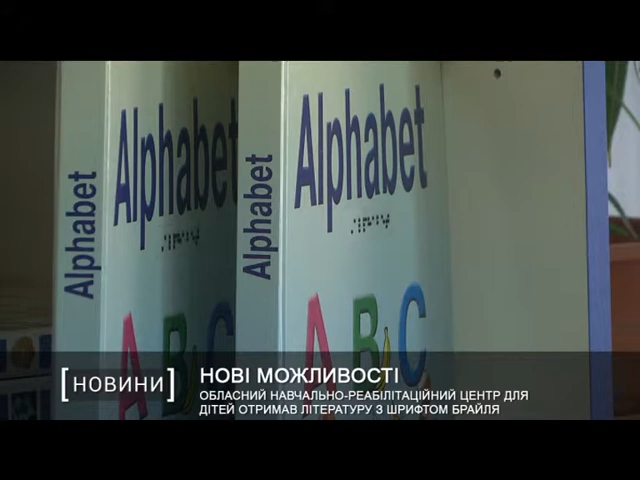 Alphabet
Alphabet
A B C
Alphabet
Alphabet
A B C
[НОВИНИ]
НОВІ МОЖЛИВОСТІ
ОБЛАСНИЙ НАВЧАЛЬНО-РЕАБІЛІТАЦІЙНИЙ ЦЕНТР ДЛЯ
ДІТЕЙ ОТРИМАВ ЛІТЕРАТУРУ З ШРИФТОМ БРАЙЛЯ